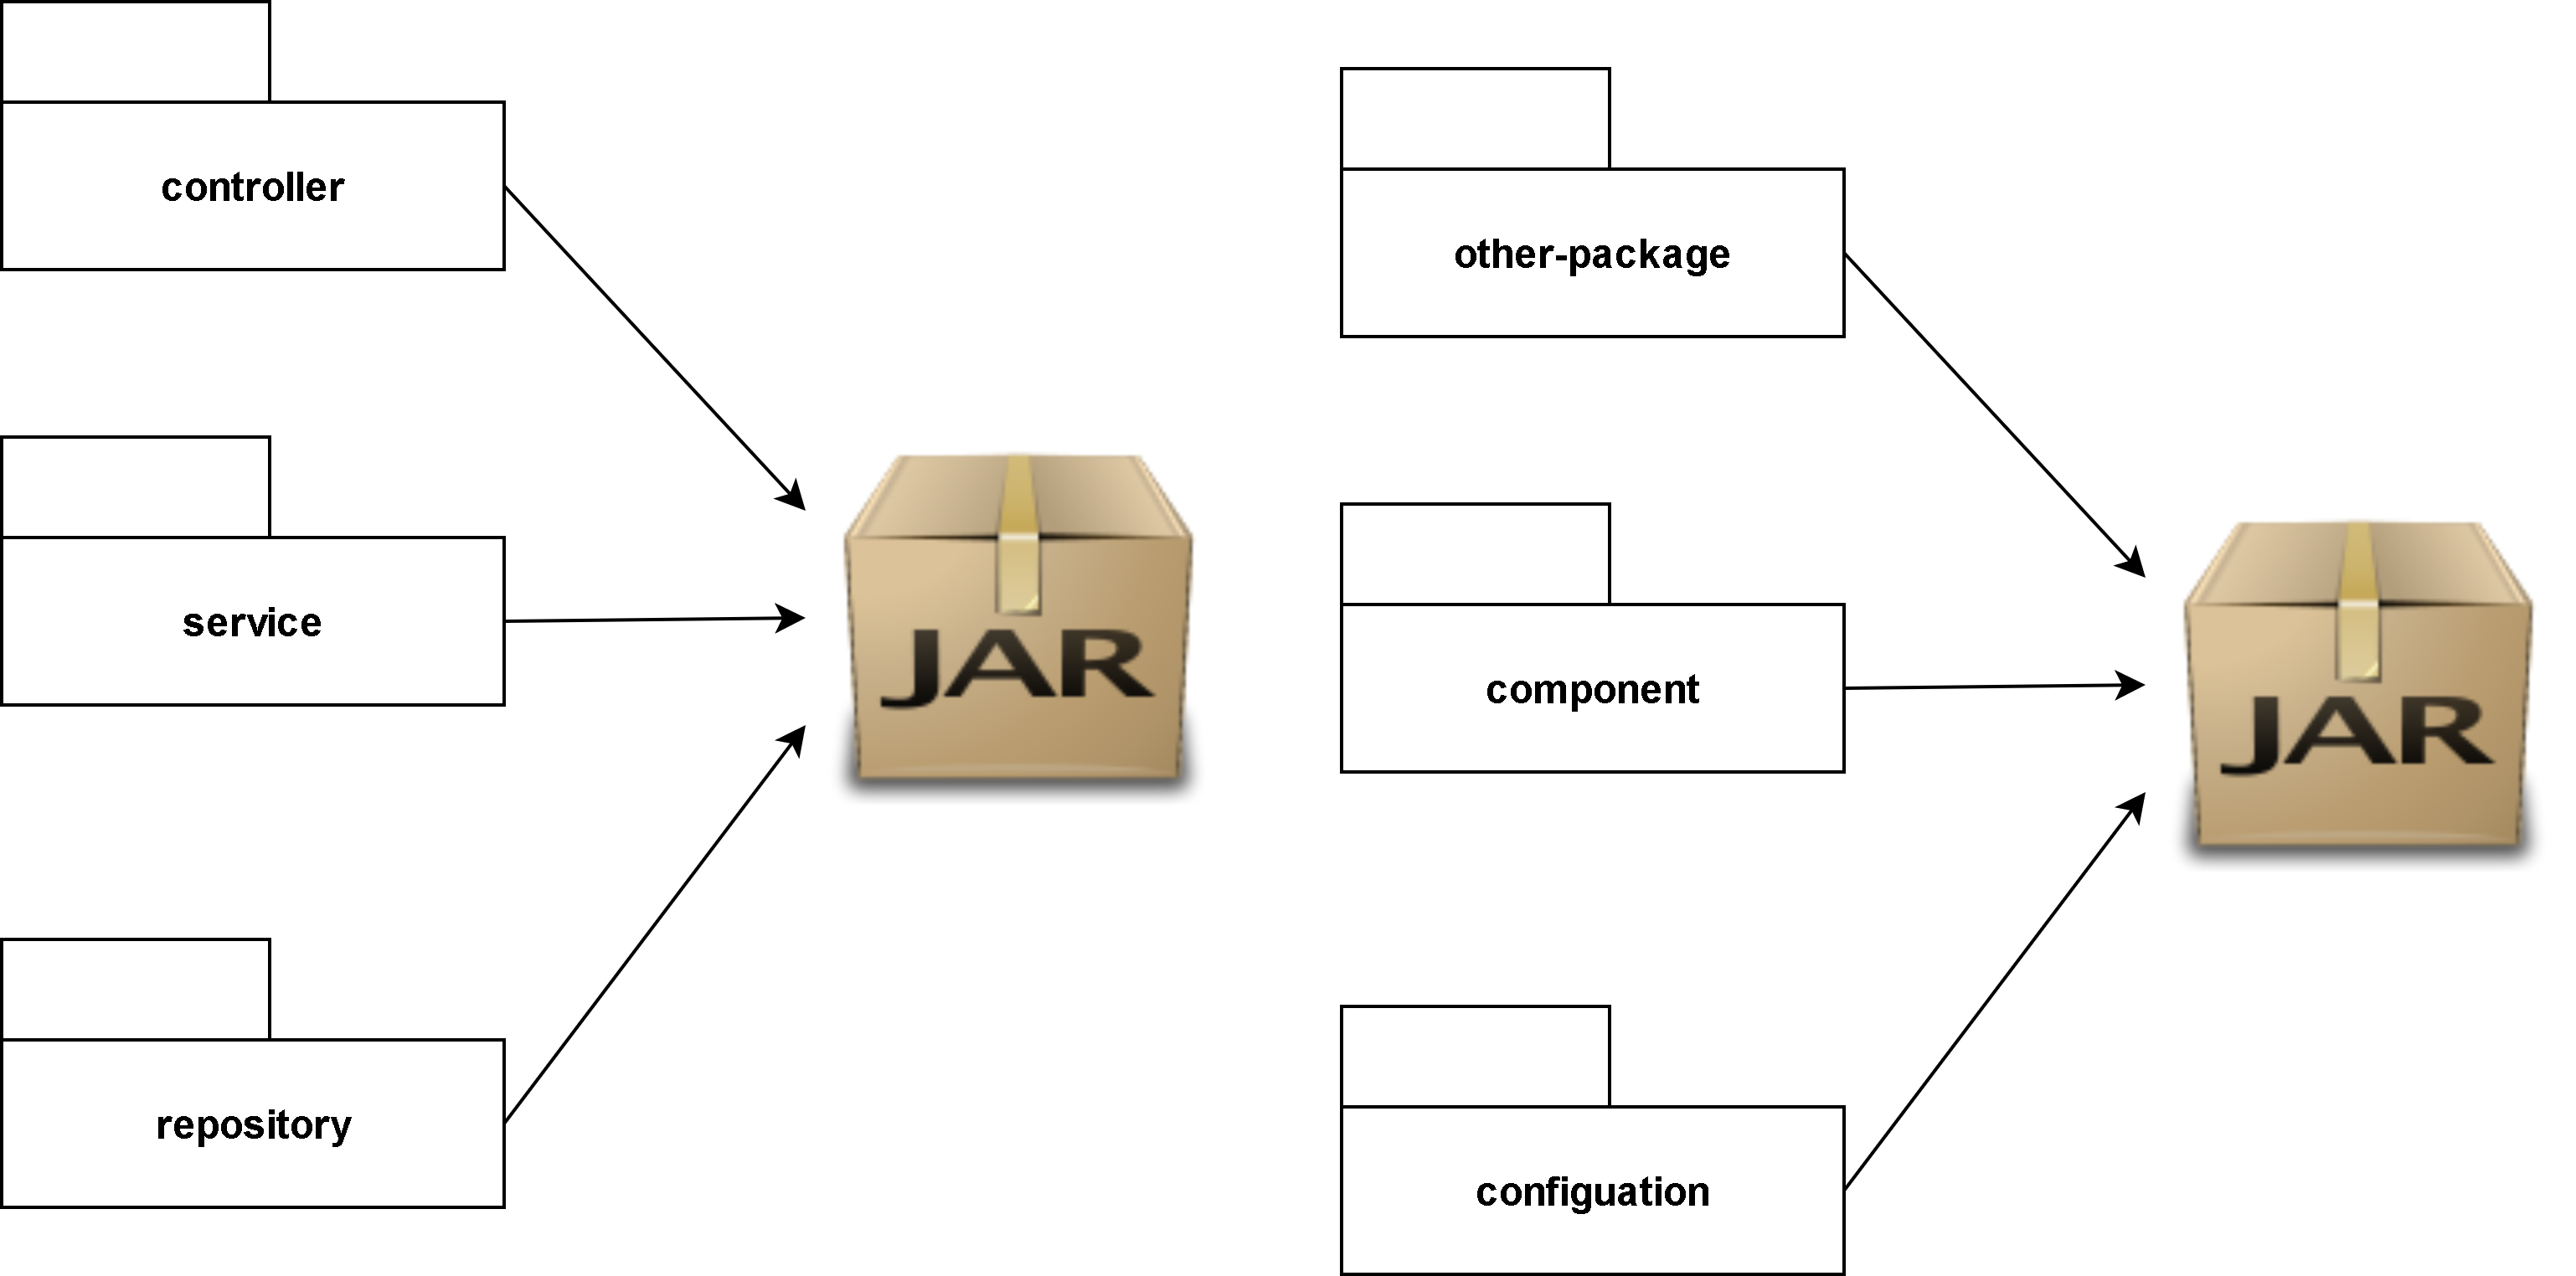 controller
service
repository
JAR
other-package
component
configuation
JAR